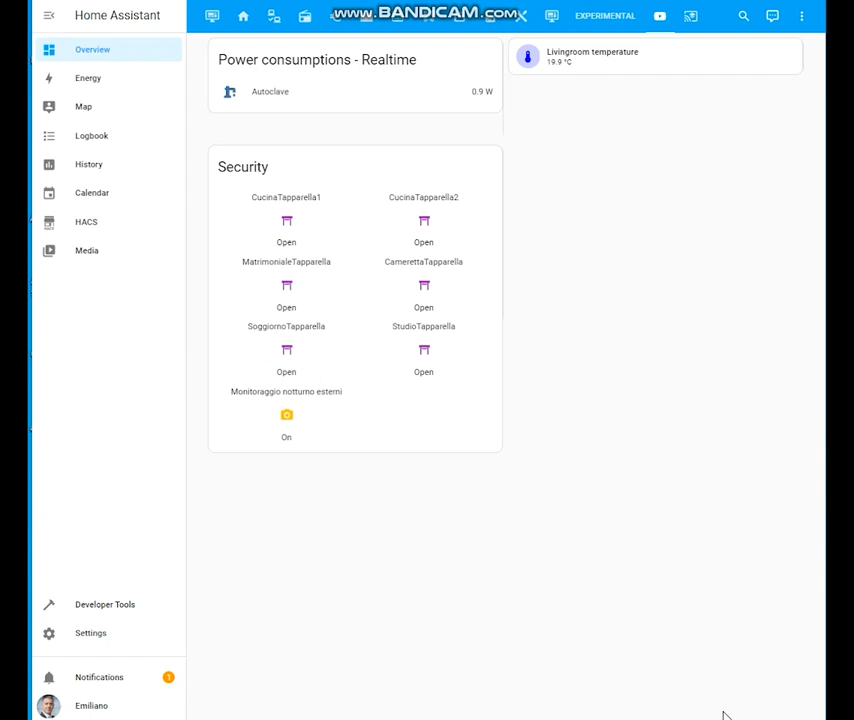 Home Assistant
www.BANDICAM.com
EXPERIMENTAL
Overview
Energy
Map
Logbook
History
Calendar
HACS
Media
Developer Tools
Settings
Notifications
1
Emiliano
Power consumptions - Realtime
Autoclave
0.9 W
Livingroom temperature
19.9 °C
Security
CucinaTapparella1 CucinaTapparella2
Open Open
MatrimonialeTapparella CamerettaTapparella
Open Open
SoggiornoTapparella StudioTapparella
Open Open
Monitoraggio notturno esterni
On